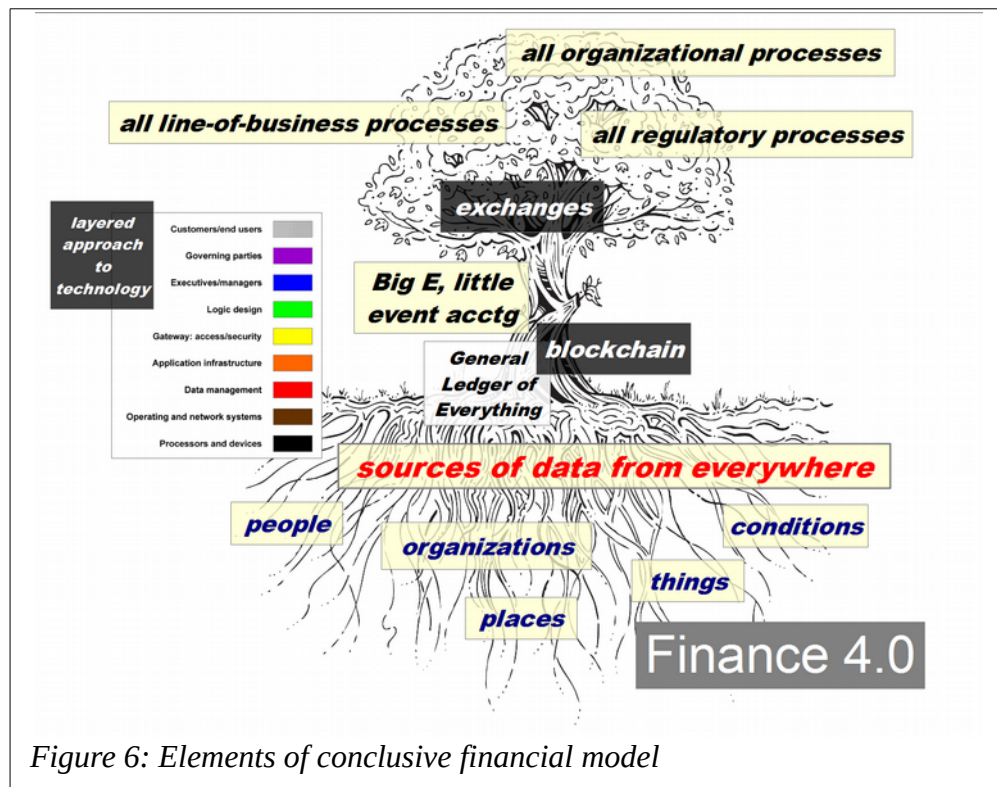 all organizational processes
all line-of-business processes
all regulatory processes
exchanges
layered
approach
to
technology
Customers/end users
Governing parties
Executives/managers
Logic design
Gateway: access/security
Application infrastructure
Data management
Operating and network systems
Processors and devices
Big E, little
event acctg
blockchain
General
Ledger of
Everything
sources of data from everywhere
people
organizations
conditions
things
places
Finance 4.0
Figure 6: Elements of conclusive financial model